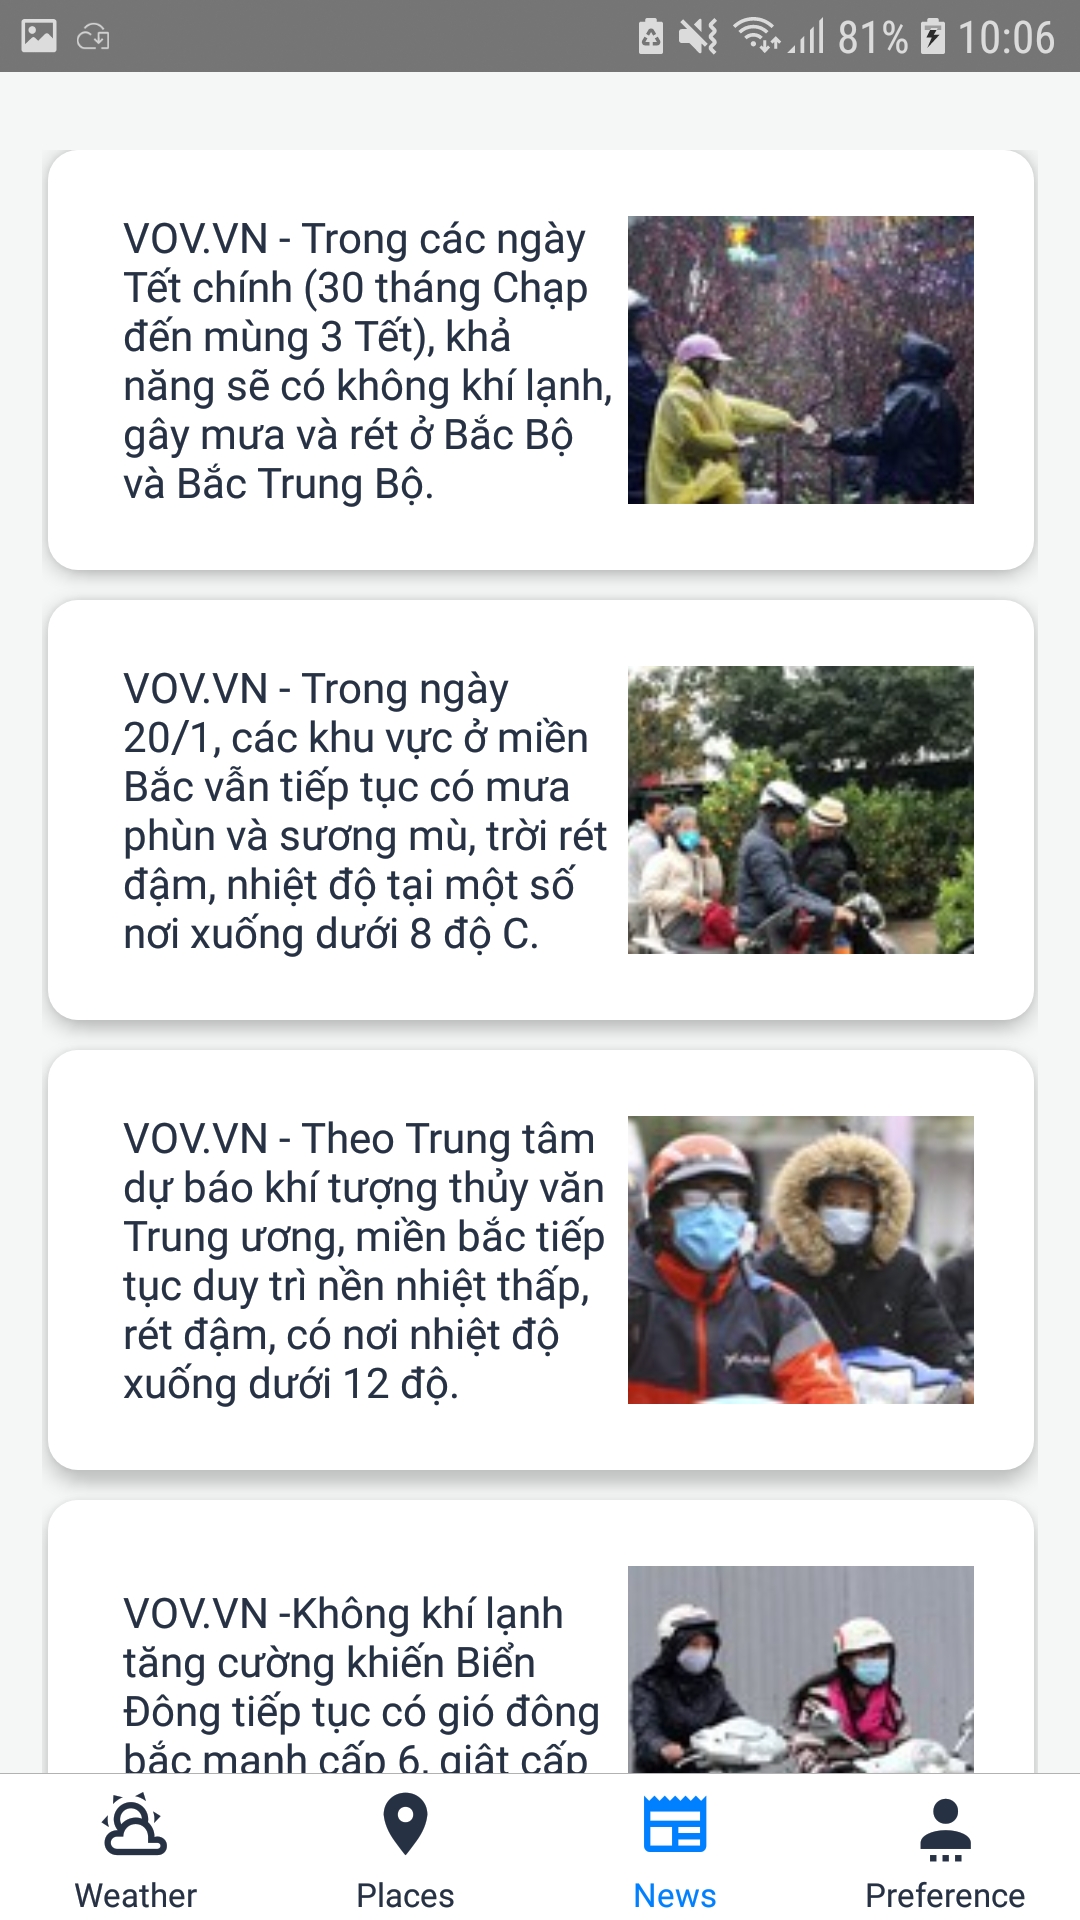 81% 10:06
VOV.VN - Trong các ngày
Tết chính (30 tháng Chạp
đến mùng 3 Tết), khả
năng sẽ có không khí lạnh,
gây mưa và rét ở Bắc Bộ
và Bắc Trung Bộ.
VOV.VN - Trong ngày
20/1, các khu vực ở miền
Bắc vẫn tiếp tục có mưa
phùn và sương mù, trời rét
đậm, nhiệt độ tại một số
nơi xuống dưới 8 độ C.
VOV.VN - Theo Trung tâm
dự báo khí tượng thủy văn
Trung ương, miền bắc tiếp
tục duy trì nền nhiệt thấp,
rét đậm, có nơi nhiệt độ
xuống dưới 12 độ.
VOV.VN -Không khí lạnh
tăng cường khiến Biển
Đông tiếp tục có gió đông
bắc mạnh cấp 6, giật cấp
Weather
Places
News
Preference